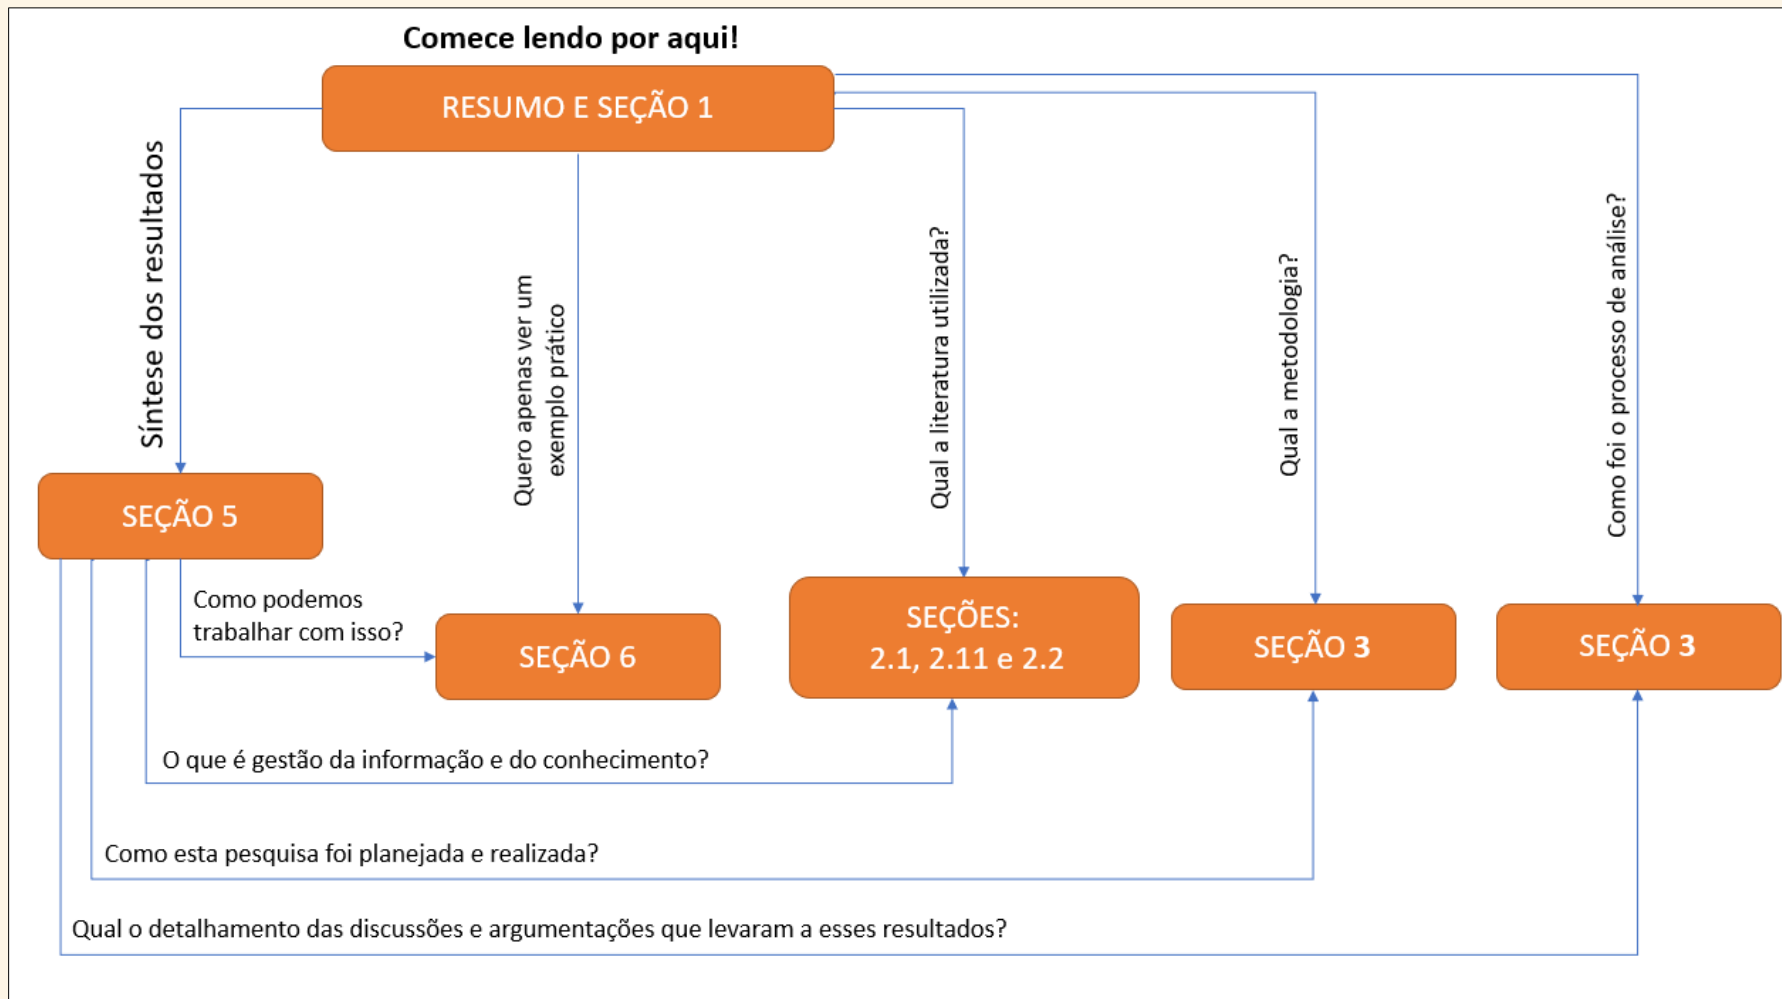 Comece lendo por aqui!
RESUMO E SEÇÃO 1
Síntese dos resultados
Quero apenas ver um
exemplo prático
Qual a literatura utilizada?
Qual a metodologia?
Como foi o processo de análise?
SEÇÃO 5
Como podemos
trabalhar com isso?
SEÇÃO 6
SEÇÕES:
2.1, 2.11 e 2.2
SEÇÃO 3
SEÇÃO 3
O que é gestão da informação e do conhecimento?
Como esta pesquisa foi planejada e realizada?
Qual o detalhamento das discussões e argumentações que levaram a esses resultados?